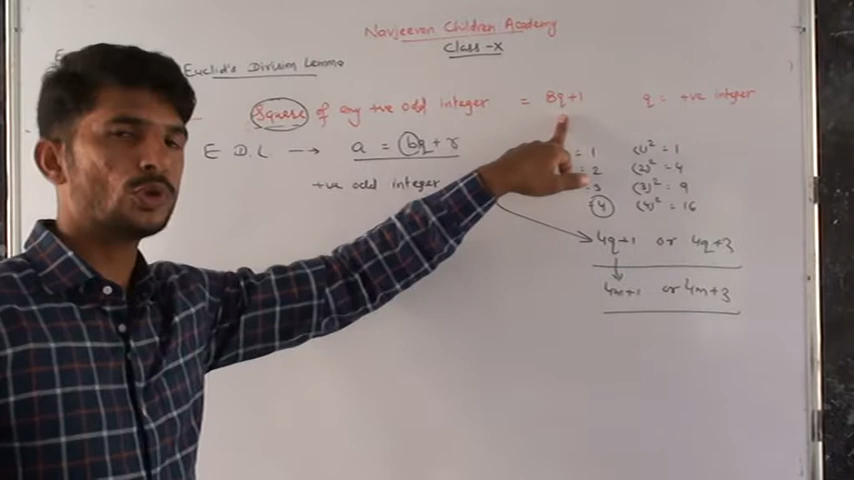 Navjeevan Children Academy
Class-X
Euclid's Division Lemma
Square of any +ve odd integer = 8q+1 q = +ve integer
E D L → a = bq + r
= 1 (1)² = 1
= 2 (2)² = 4
+ve odd integer 3 (3)² = 9
4 (4)² = 16
4q+1 or 4q+3
4m+1 or 4m+3